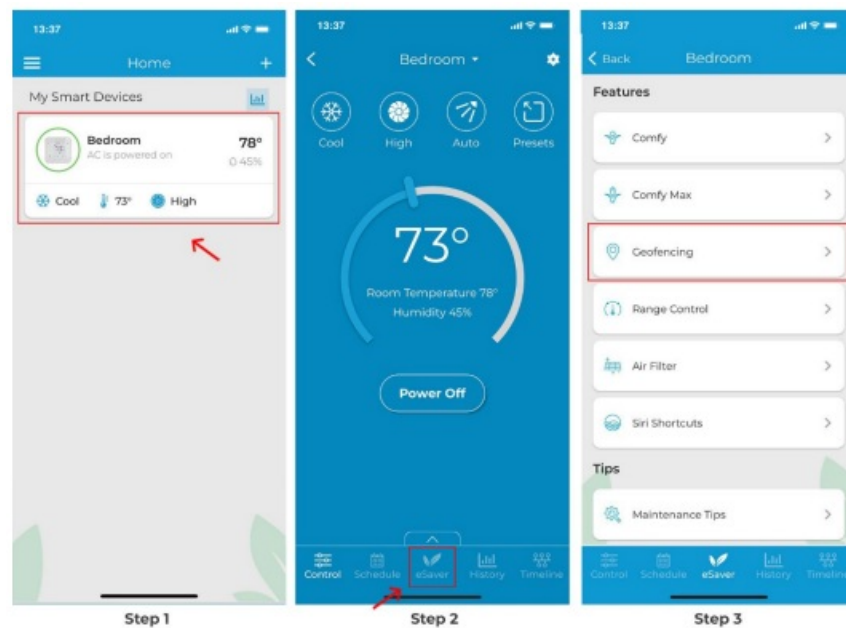 13:37
Home
My Smart Devices
Bedroom
78°
AC is powered on
45%
Cool
73°
High
Step 1
13:37
Bedroom
Cool
High
Auto
Presets
73°
Room Temperature 78°
Humidity 45%
Power Off
Control
Schedule
eSaver
History
Timeline
Step 2
13:37
Back
Bedroom
Features
Comfy
Comfy Max
Geofencing
Range Control
Air Filter
Siri Shortcuts
Tips
Maintenance Tips
Control
Schedule
eSaver
History
Timeline
Step 3